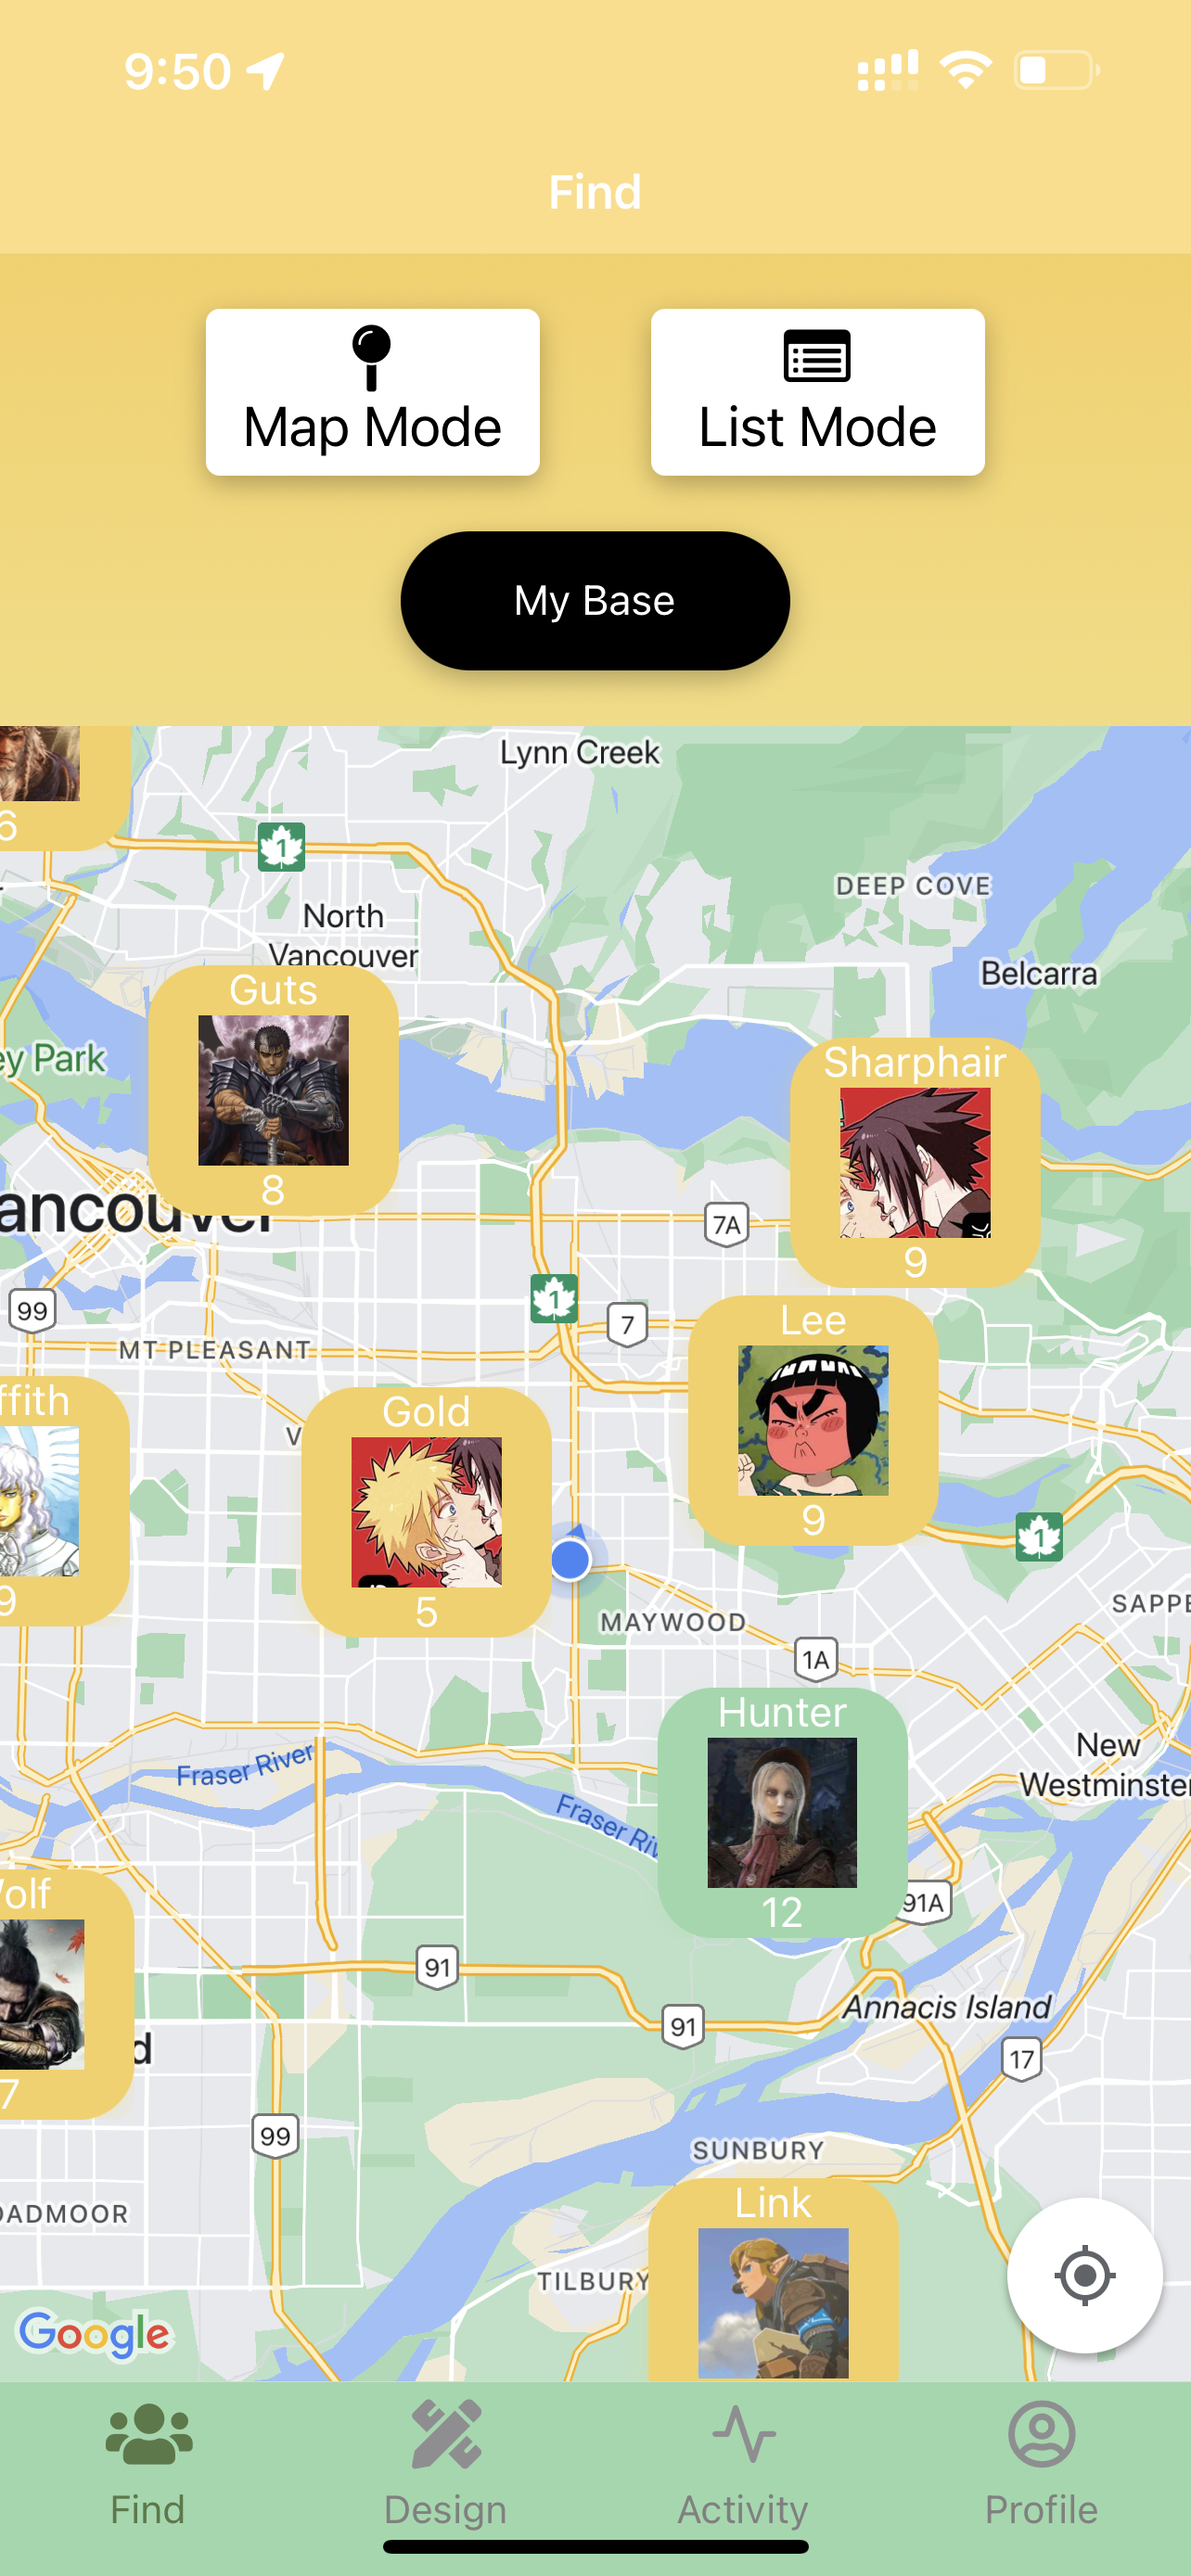 9:50
Find
Map Mode
List Mode
My Base
Lynn Creek
6
1
DEEP COVE
North
Vancouver
Belcarra
Guts
ey Park
Sharphair
8
ancouver
7A
9
99
1
7
Lee
MT PLEASANT
ffith
Gold
V
9
1
9
5
MAYWOOD
SAPPE
1A
Hunter
New
Westminster
Fraser River
Fraser Riv
12
olf
91A
91
Annacis Island
91
d
17
7
99
SUNBURY
Link
OADMOOR
TILBURY
Google
Find
Design
Activity
Profile